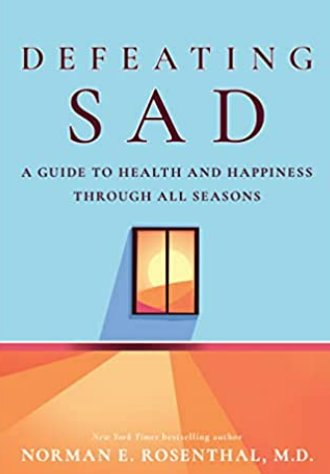 DEFEATING
SAD
A GUIDE TO HEALTH AND HAPPINESS
THROUGH ALL SEASONS
New York Times bestselling author
NORMAN E. ROSENTHAL, M.D.